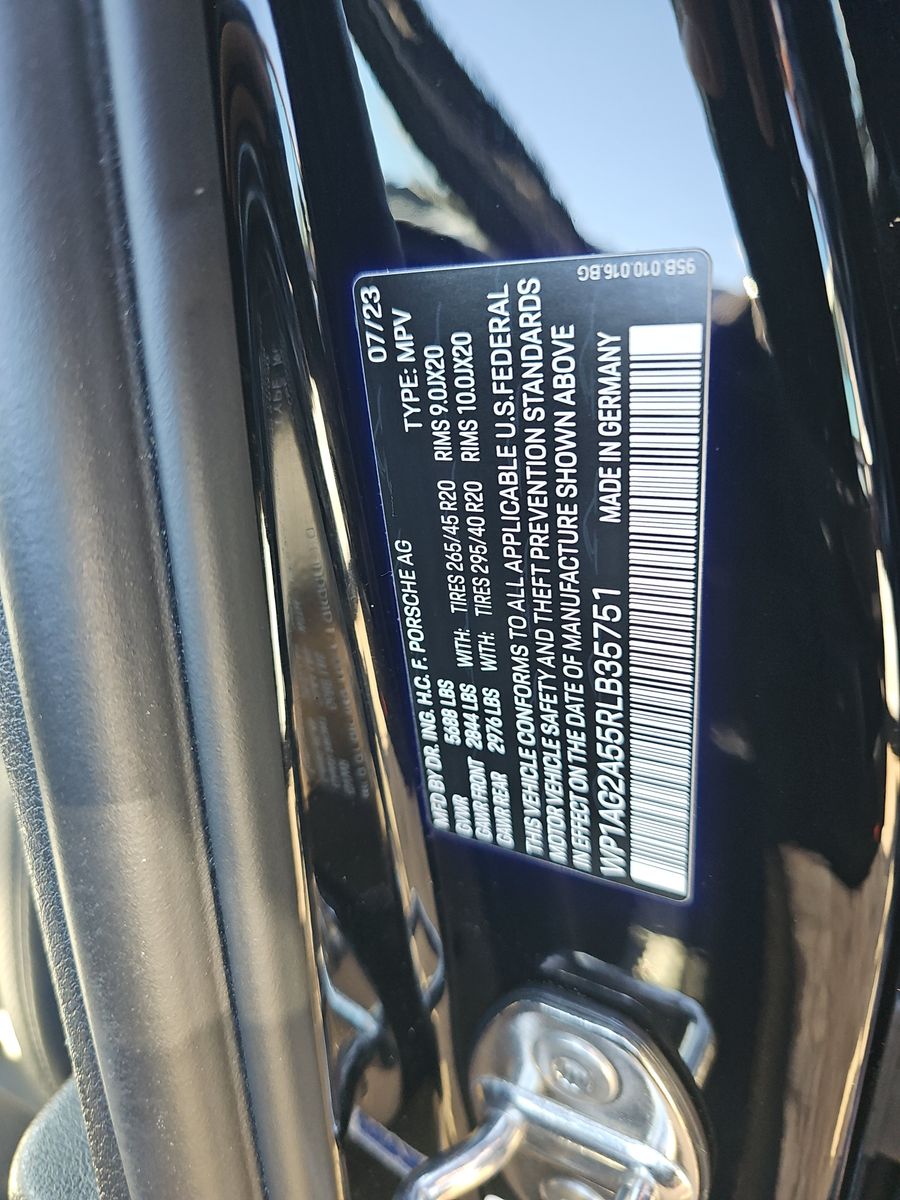 07/23
MFD BY DR. ING. H.C. F. PORSCHE AG TYPE: MPV
GVWR 5688 LBS
GAWR FRONT 2844 LBS WITH: TIRES 265/45 R20 RIMS 9.0JX20
GAWR REAR 2976 LBS WITH: TIRES 295/40 R20 RIMS 10.0JX20
THIS VEHICLE CONFORMS TO ALL APPLICABLE U.S.FEDERAL
MOTOR VEHICLE SAFETY AND THEFT PREVENTION STANDARDS
IN EFFECT ON THE DATE OF MANUFACTURE SHOWN ABOVE
WP1AG2A55RLB35751 MADE IN GERMANY
95B.010.016.BG